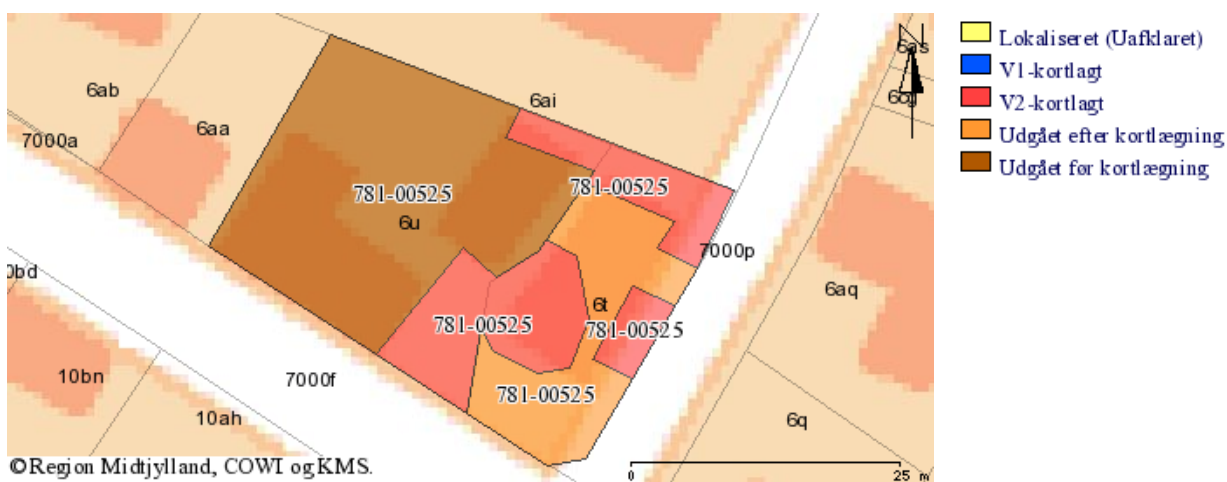 Lokaliseret (Uafklaret)
V1-kortlagt
V2-kortlagt
Udgået efter kortlægning
Udgået før kortlægning
6as
6ab
6ai
6aa
7000a
781-00525
781-00525
6u
7000p
0bd
6aq
6t
781-00525
781-00525
10bn
7000f
781-00525
10ah
6q
©Region Midtjylland, COWI og KMS.
0
25 m